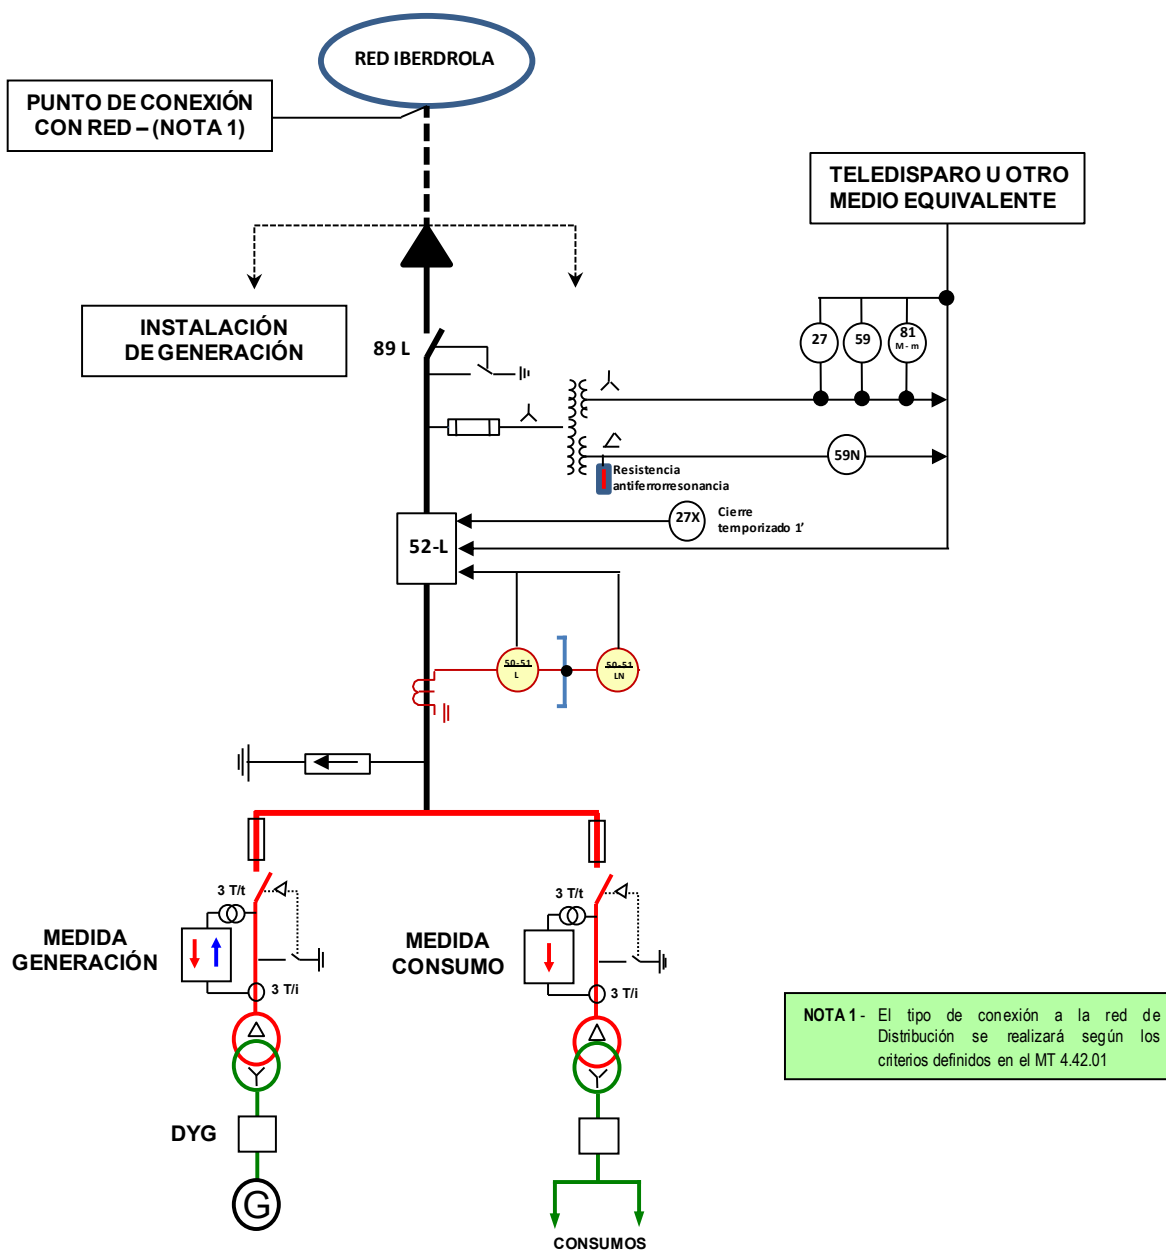 RED IBERDROLA
PUNTO DE CONEXIÓN
CON RED – (NOTA 1)
TELEDISPARO U OTRO
MEDIO EQUIVALENTE
INSTALACIÓN
DE GENERACIÓN
89 L
27
59
81
M - m
59N
Resistencia
antiferrorresonancia
27X
Cierre
temporizado 1’
52-L
50-51
L
50-51
LN
3 T/t
3 T/t
MEDIDA
GENERACIÓN
MEDIDA
CONSUMO
3 T/i
3 T/i
NOTA 1 - El tipo de conexión a la red de
Distribución se realizará según los
criterios definidos en el MT 4.42.01
DYG
G
CONSUMOS